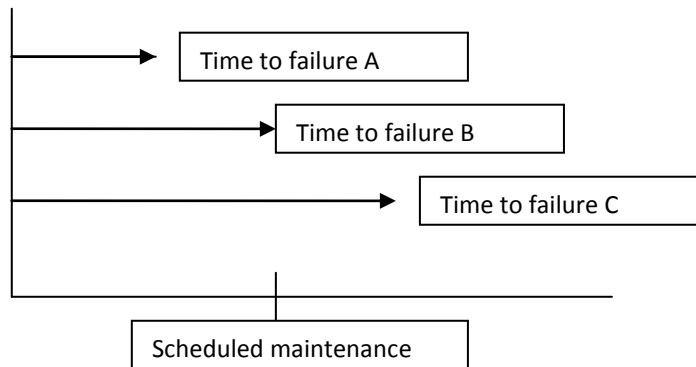 Time to failure A
Time to failure B
Time to failure C
Scheduled maintenance